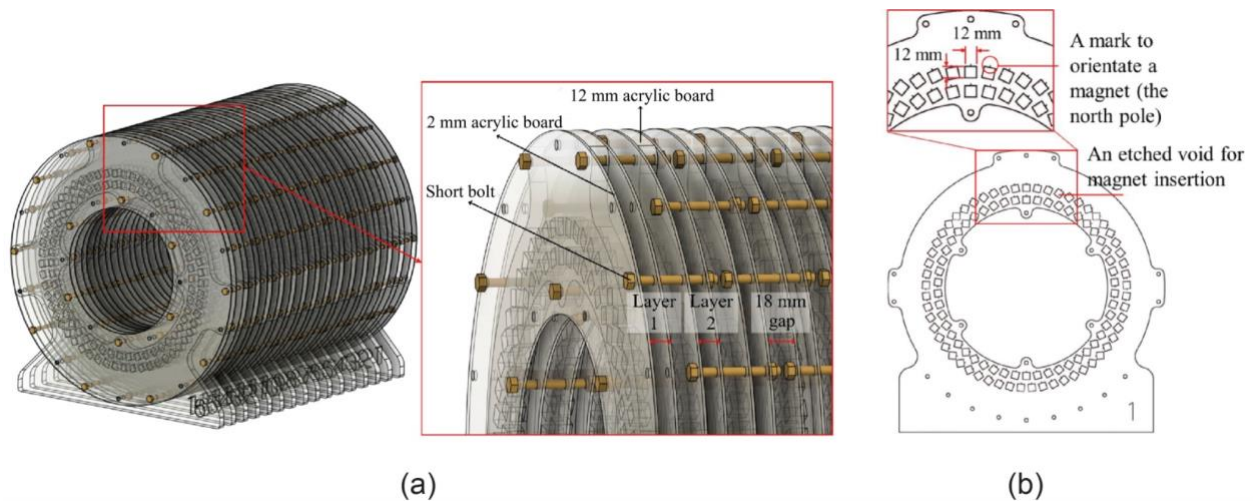 12 mm acrylic board
2 mm acrylic board
Short bolt
Layer
1
Layer
2
18 mm
gap
(a)
12 mm
12 mm
A mark to
orientate a
magnet (the
north pole)
An etched void for
magnet insertion
1
(b)